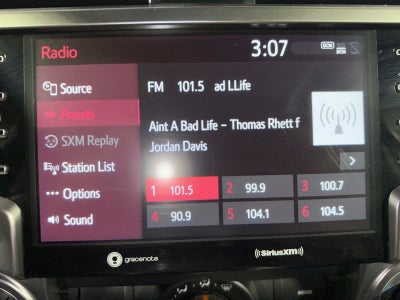 Radio
3:07
DCM
DCM
Source
FM 101.5 ad LLife
Presets
Aint A Bad Life – Thomas Rhett f
SXM Replay
Jordan Davis
Station List
Options
Sound
1 101.5
2 99.9
3 100.7
4 90.9
5 104.1
6 104.5
gracenote
SiriusXM